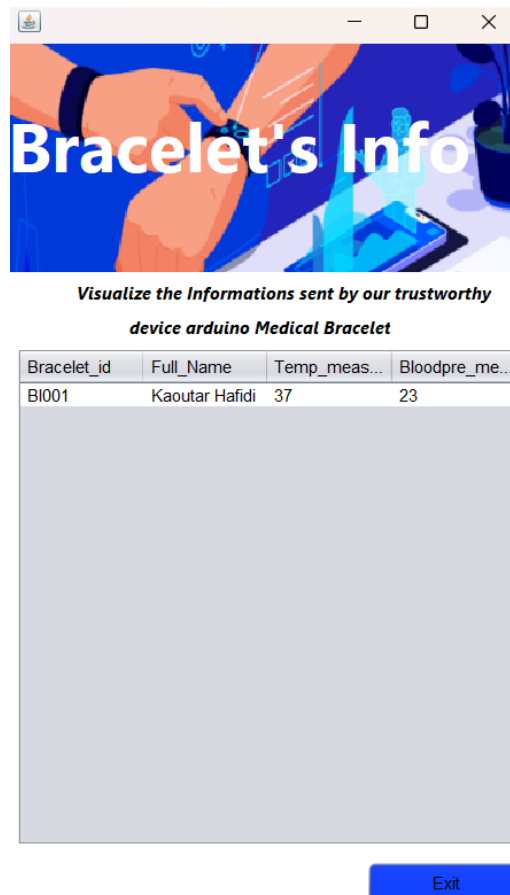 Bracelet's Info
Visualize the Informations sent by our trustworthy
device arduino Medical Bracelet
Bracelet_id Full_Name Temp_meas... Bloodpre_me...
BI001 Kaoutar Hafidi 37 23
Exit